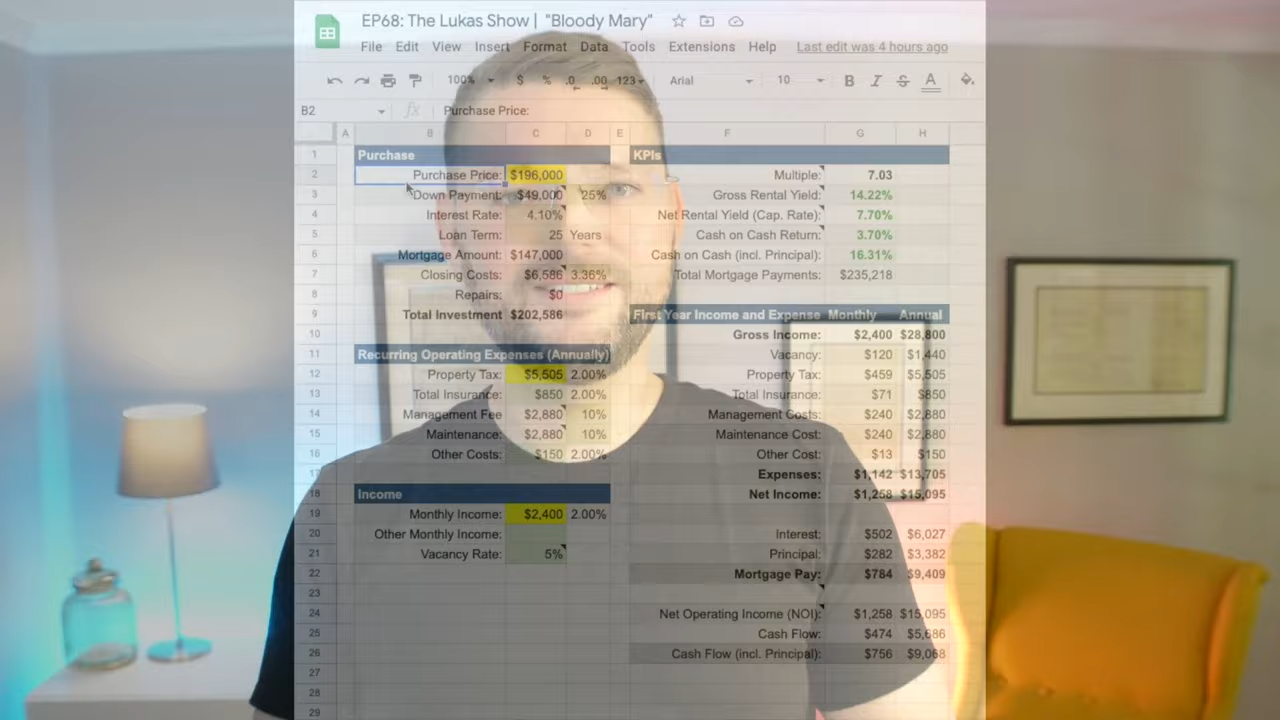 EP68: The Lukas Show | "Bloody Mary"
File Edit View Insert Format Data Tools Extensions Help Last edit was 4 hours ago
100% $ % .0 .00 123 Arial 10 B I S A
B2 fx Purchase Price:
A B C D E F G H
1 Purchase KPIs
2 Purchase Price: $196,000 Multiple: 7.03
3 Down Payment: $49,000 25% Gross Rental Yield: 14.22%
4 Interest Rate: 4.10% Net Rental Yield (Cap. Rate): 7.70%
5 Loan Term: 25 Years Cash on Cash Return: 3.70%
6 Mortgage Amount: $147,000 Cash on Cash (incl. Principal): 16.31%
7 Closing Costs: $6,586 3.36% Total Mortgage Payments: $235,218
8 Repairs: $0
9 Total Investment $202,586 First Year Income and Expense Monthly Annual
10 Gross Income: $2,400 $28,800
11 Recurring Operating Expenses (Annually) Vacancy: $120 $1,440
12 Property Tax: $5,505 2.00% Property Tax: $459 $5,505
13 Total Insurance: $850 2.00% Total Insurance: $71 $850
14 Management Fee $2,880 10% Management Costs: $240 $2,880
15 Maintenance: $2,880 10% Maintenance Cost: $240 $2,880
16 Other Costs: $150 2.00% Other Cost: $13 $150
17 Expenses: $1,142 $13,705
18 Income Net Income: $1,258 $15,095
19 Monthly Income: $2,400 2.00%
20 Other Monthly Income: Interest: $502 $6,027
21 Vacancy Rate: 5% Principal: $282 $3,382
22 Mortgage Pay: $784 $9,409
23
24 Net Operating Income (NOI): $1,258 $15,095
25 Cash Flow: $474 $5,686
26 Cash Flow (incl. Principal): $756 $9,068
27
28
29